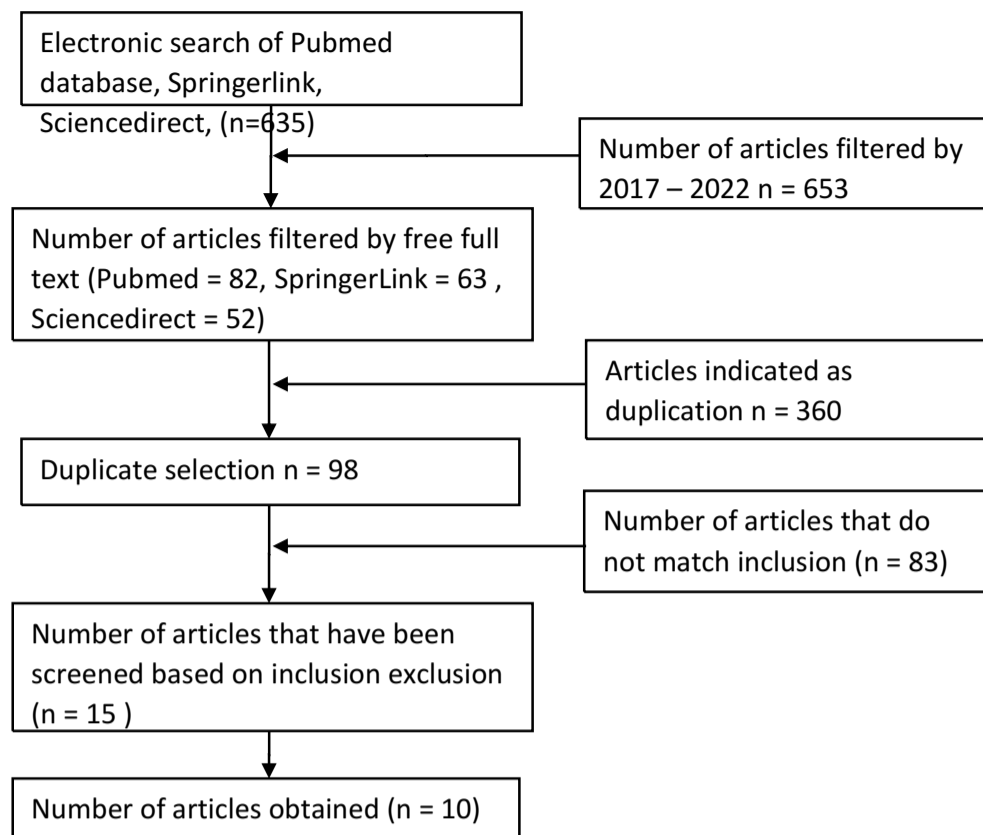 Electronic search of Pubmed
database, Springerlink,
Sciencedirect, (n=635)
Number of articles filtered by
2017 – 2022 n = 653
Number of articles filtered by free full
text (Pubmed = 82, SpringerLink = 63 ,
Sciencedirect = 52)
Articles indicated as
duplication n = 360
Duplicate selection n = 98
Number of articles that do
not match inclusion (n = 83)
Number of articles that have been
screened based on inclusion exclusion
(n = 15 )
Number of articles obtained (n = 10)